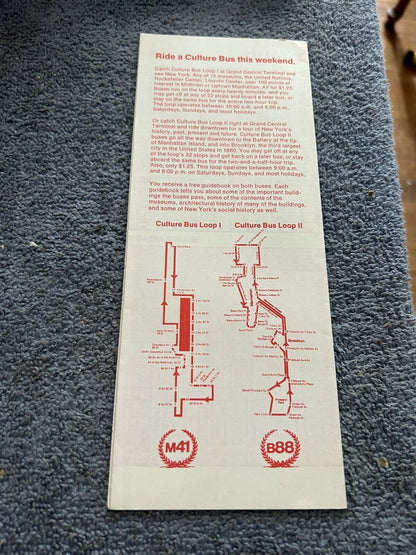 Ride a Culture Bus this weekend.
Catch Culture Bus Loop I at Grand Central Terminal and
see New York. Any of 15 museums, the United Nations,
Rockefeller Center, Lincoln Center, over 100 points of
interest in Midtown or Uptown Manhattan. All for $1.25.
Buses run on the loop every twenty minutes, and you
may get off at any of 32 stops and board a later bus, or
stay on the same bus for the entire two-hour trip.
The loop operates between 10:00 a.m. and 6:00 p.m.,
Saturdays, Sundays, and most holidays.
Or catch Culture Bus Loop II right at Grand Central
Terminal and ride downtown for a tour of New York's
history, past, present and future. Culture Bus Loop II
buses go all the way downtown to the Battery at the tip
of Manhattan Island, and into Brooklyn, the third largest
city in the United States in 1860. You may get off at any
of the loop's 32 stops and get back on a later bus, or stay
aboard the same bus for the two-and-a-half-hour trip.
Also, only $1.25. This loop operates between 9:00 a.m.
and 6:00 p.m. on Saturdays, Sundays, and most holidays.
You receive a free guidebook on both buses. Each
guidebook tells you about some of the important build-
ings the buses pass, some of the contents of the
museums, architectural history of many of the buildings,
and some of New York's social history as well.
Culture Bus Loop I
Culture Bus Loop II
Brooklyn
M41
B88